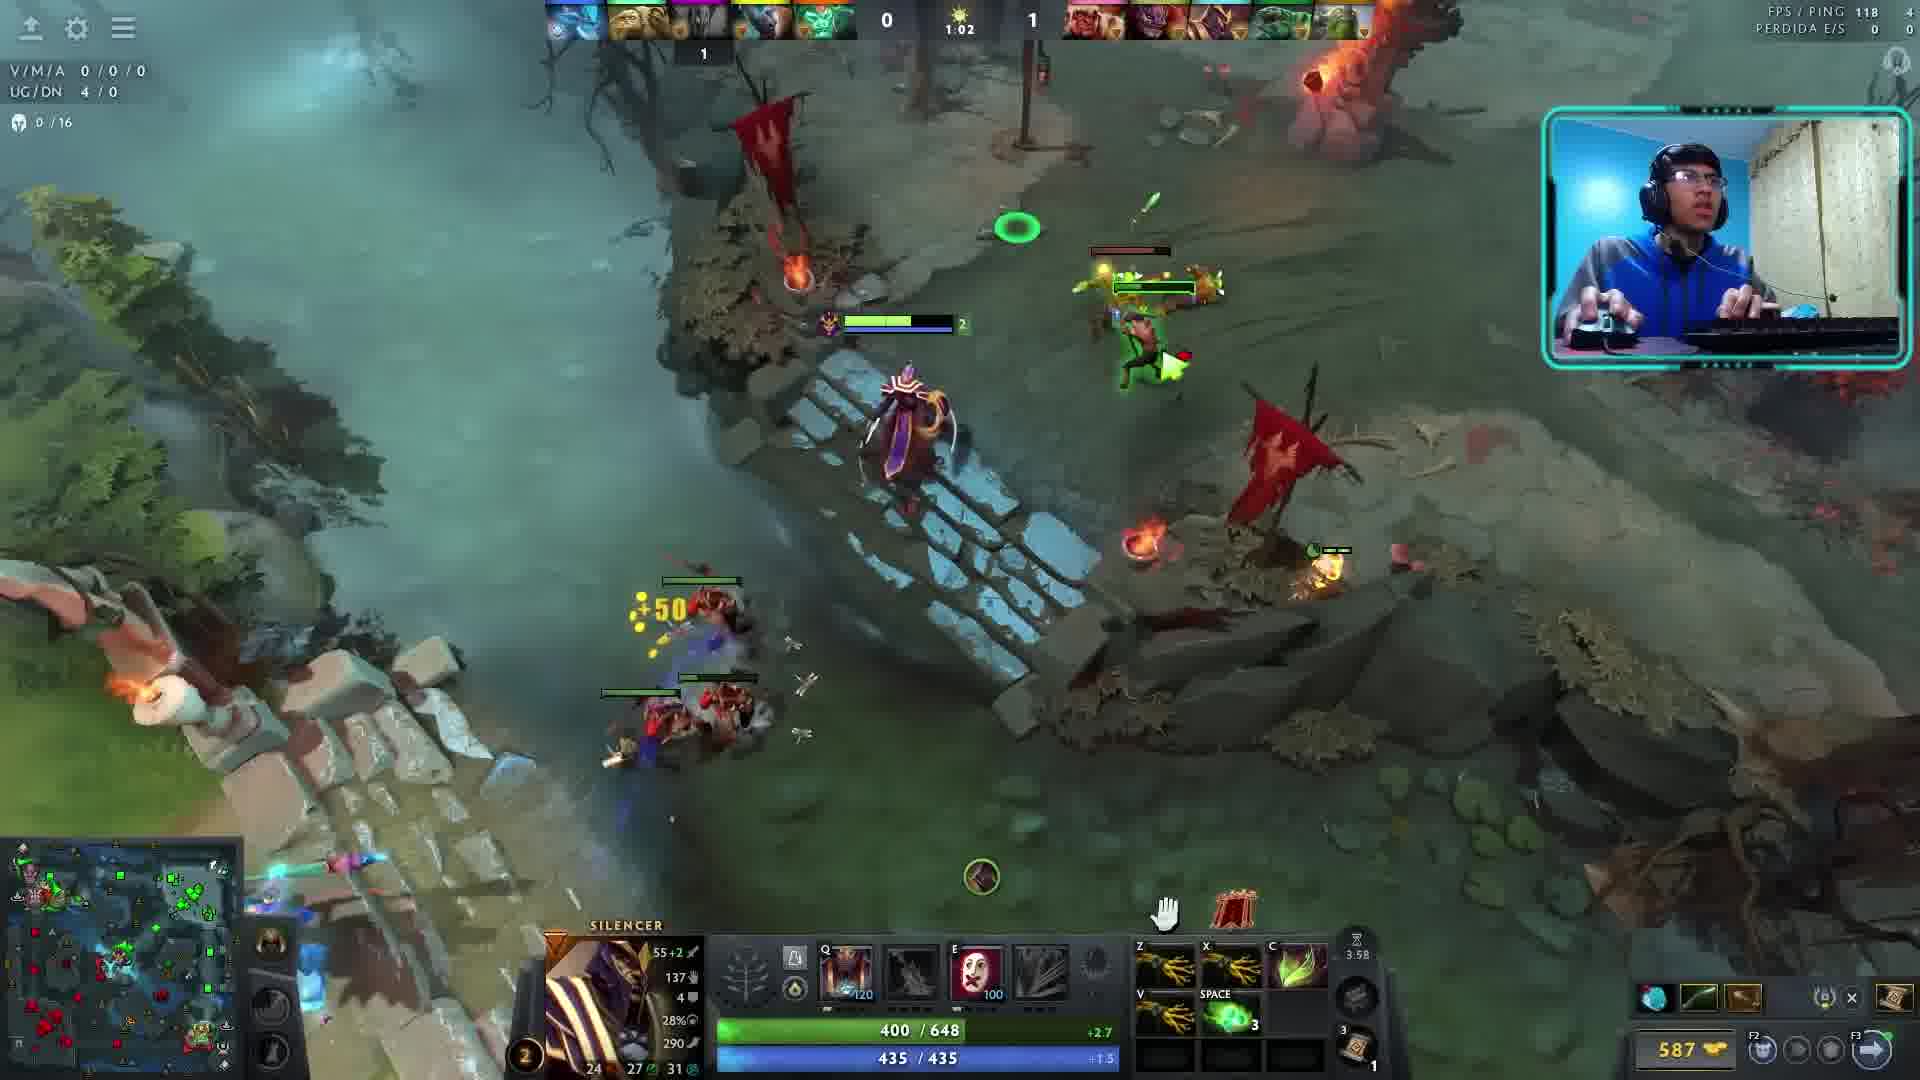 0 1:02 1
FPS / PING 118 4
PERDIDA E/S 0 0
1
V/M/A 0 / 0 / 0
UG/DN 4 / 0
0 /16
2
+50
SILENCER
55+2
137
4
28%
290
24 27 31
2
Q 120
E 100
400 / 648 +2.7
435 / 435 +1.5
Z X C
V SPACE 3
3:58
3
1
587
F2 F3